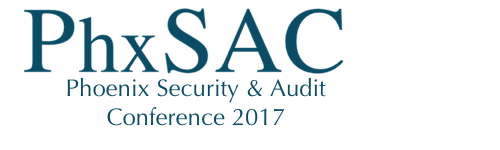 PhxSAC
Phoenix Security & Audit
Conference 2017